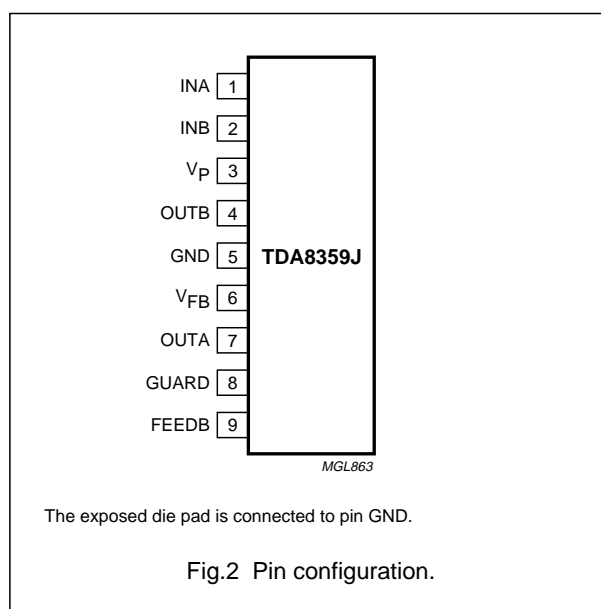 INA 1
INB 2
VP 3
OUTB 4
GND 5
TDA8359J
VFB 6
OUTA 7
GUARD 8
FEEDB 9
MGL863
The exposed die pad is connected to pin GND.
Fig.2 Pin configuration.